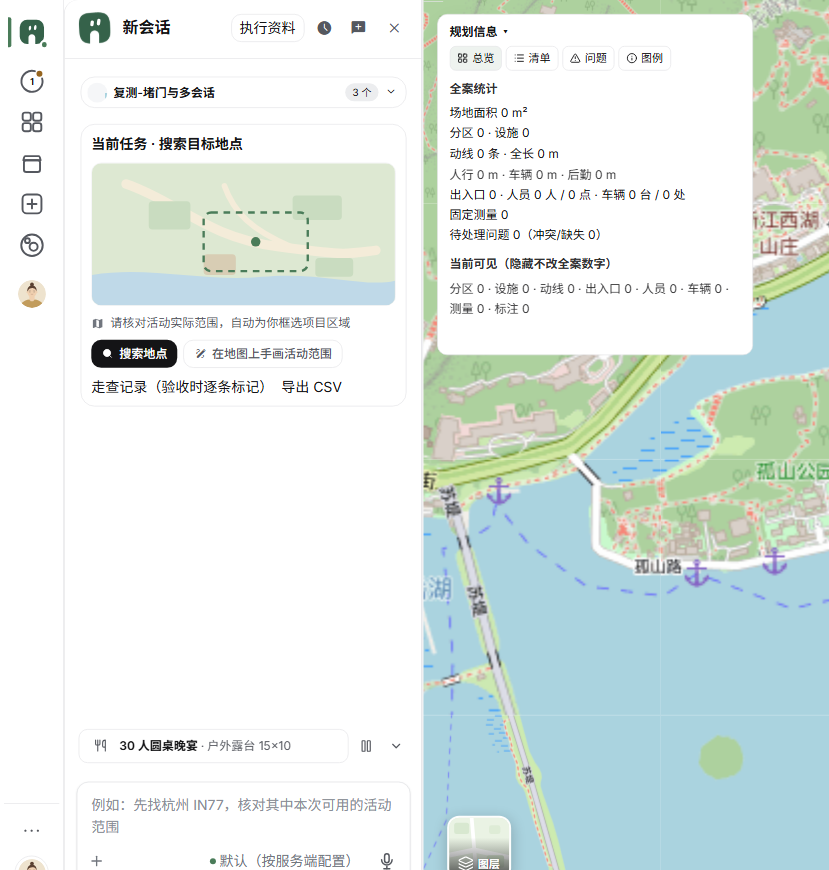 新会话
执行资料
1
复测-堵门与多会话
3 个
当前任务 · 搜索目标地点
请核对活动实际范围，自动为你框选项目区域
搜索地点
在地图上手画活动范围
走查记录（验收时逐条标记） 导出 CSV
30 人圆桌晚宴 · 户外露台 15×10
例如：先找杭州 IN77，核对其中本次可用的活动
范围
默认（按服务端配置）
规划信息
总览
清单
问题
图例
全案统计
场地面积 0 m²
分区 0 · 设施 0
动线 0 条 · 全长 0 m
人行 0 m · 车辆 0 m · 后勤 0 m
出入口 0 · 人员 0 人 / 0 点 · 车辆 0 台 / 0 处
固定测量 0
待处理问题 0（冲突/缺失 0）
当前可见（隐藏不改全案数字）
分区 0 · 设施 0 · 动线 0 · 出入口 0 · 人员 0 · 车辆 0 ·
测量 0 · 标注 0
江西湖
山庄
孤山公园
街
苏堤
孤山路
湖
苏堤
苏堤
图层